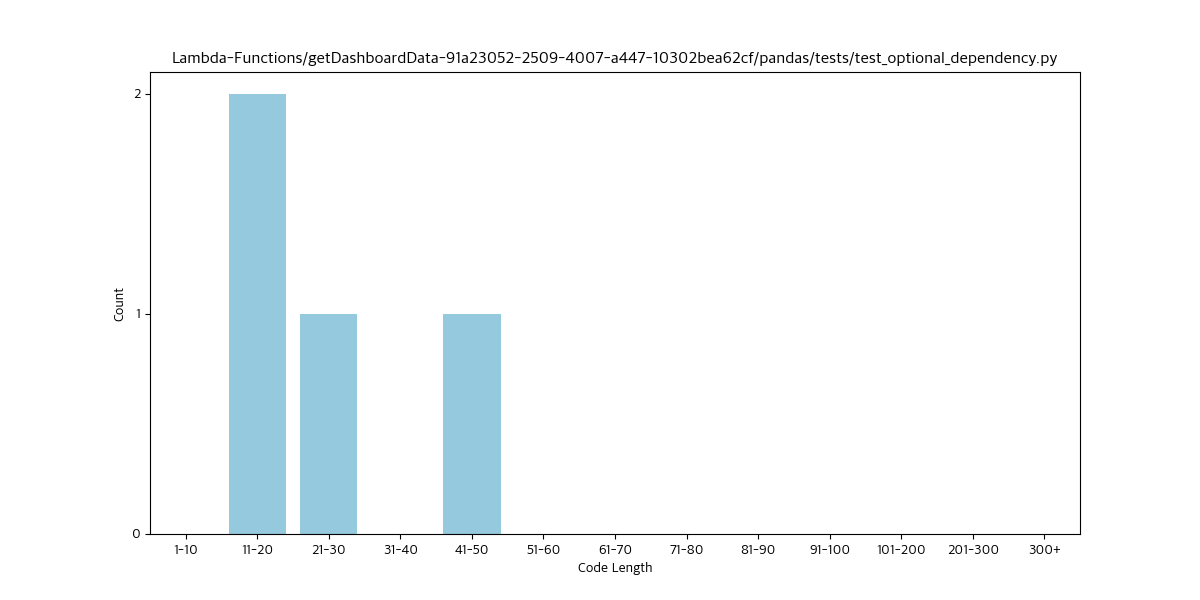 Lambda-Functions/getDashboardData-91a23052-2509-4007-a447-10302bea62cf/pandas/tests/test_optional_dependency.py
2
1
0
Count
1-10 11-20 21-30 31-40 41-50 51-60 61-70 71-80 81-90 91-100 101-200 201-300 300+
Code Length